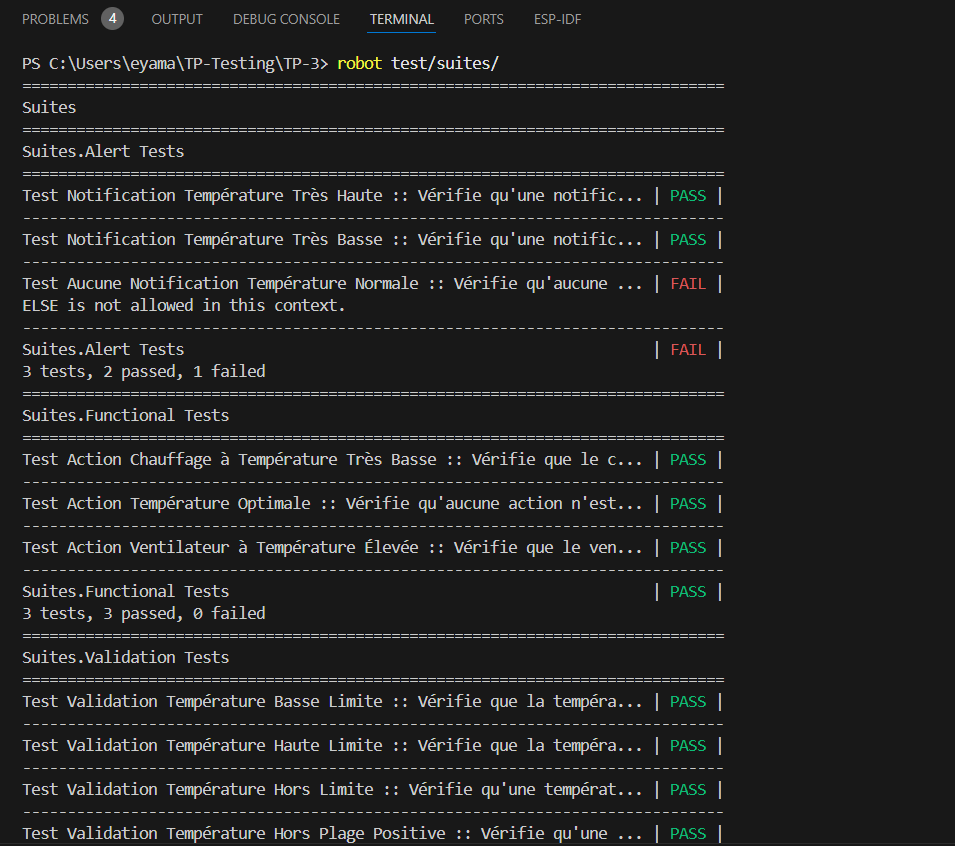 PROBLEMS 4 OUTPUT DEBUG CONSOLE TERMINAL PORTS ESP-IDF
PS C:\Users\eyama\TP-Testing\TP-3> robot test/suites/
==============================================================================
Suites
==============================================================================
Suites.Alert Tests
==============================================================================
Test Notification Température Très Haute :: Vérifie qu'une notific... | PASS |
------------------------------------------------------------------------------
Test Notification Température Très Basse :: Vérifie qu'une notific... | PASS |
------------------------------------------------------------------------------
Test Aucune Notification Température Normale :: Vérifie qu'aucune ... | FAIL |
ELSE is not allowed in this context.
------------------------------------------------------------------------------
Suites.Alert Tests | FAIL |
3 tests, 2 passed, 1 failed
==============================================================================
Suites.Functional Tests
==============================================================================
Test Action Chauffage à Température Très Basse :: Vérifie que le c... | PASS |
------------------------------------------------------------------------------
Test Action Température Optimale :: Vérifie qu'aucune action n'est... | PASS |
------------------------------------------------------------------------------
Test Action Ventilateur à Température Élevée :: Vérifie que le ven... | PASS |
------------------------------------------------------------------------------
Suites.Functional Tests | PASS |
3 tests, 3 passed, 0 failed
==============================================================================
Suites.Validation Tests
==============================================================================
Test Validation Température Basse Limite :: Vérifie que la tempéra... | PASS |
------------------------------------------------------------------------------
Test Validation Température Haute Limite :: Vérifie que la tempéra... | PASS |
------------------------------------------------------------------------------
Test Validation Température Hors Limite :: Vérifie qu'une températ... | PASS |
------------------------------------------------------------------------------
Test Validation Température Hors Plage Positive :: Vérifie qu'une ... | PASS |